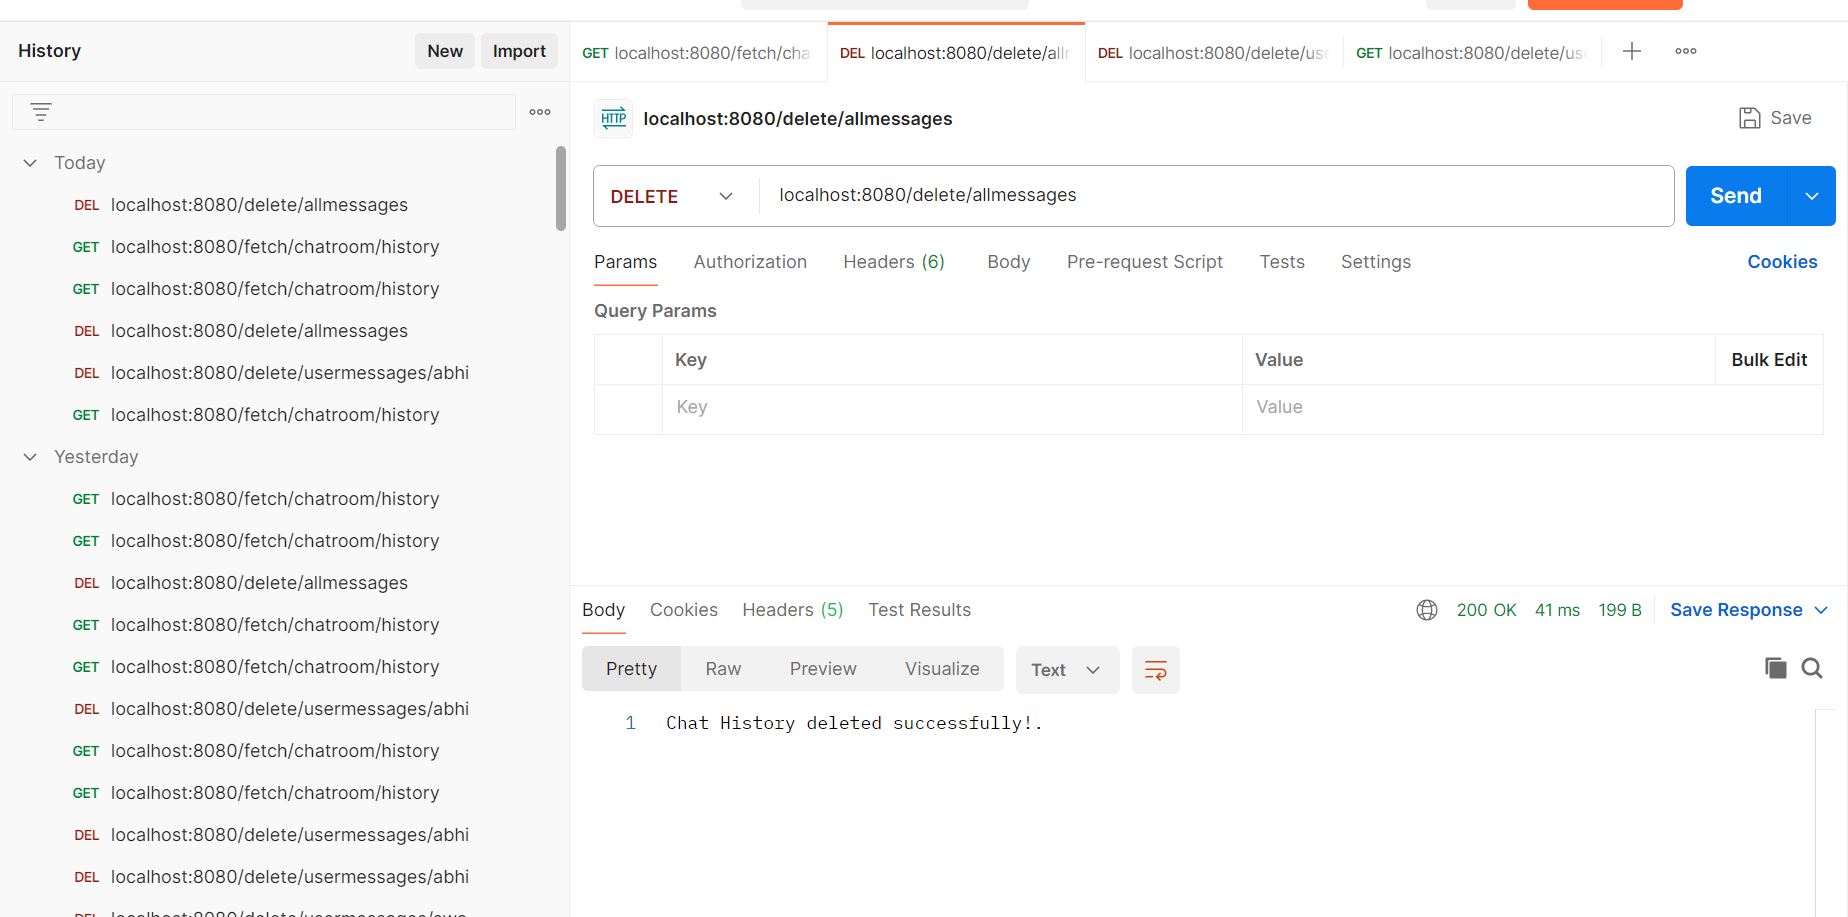 History
New
Import
Today
DEL localhost:8080/delete/allmessages
GET localhost:8080/fetch/chatroom/history
GET localhost:8080/fetch/chatroom/history
DEL localhost:8080/delete/allmessages
DEL localhost:8080/delete/usermessages/abhi
GET localhost:8080/fetch/chatroom/history
Yesterday
GET localhost:8080/fetch/chatroom/history
GET localhost:8080/fetch/chatroom/history
DEL localhost:8080/delete/allmessages
GET localhost:8080/fetch/chatroom/history
GET localhost:8080/fetch/chatroom/history
DEL localhost:8080/delete/usermessages/abhi
GET localhost:8080/fetch/chatroom/history
GET localhost:8080/fetch/chatroom/history
DEL localhost:8080/delete/usermessages/abhi
DEL localhost:8080/delete/usermessages/abhi
GET localhost:8080/fetch/cha
DEL localhost:8080/delete/all
DEL localhost:8080/delete/use
GET localhost:8080/delete/us
HTTP localhost:8080/delete/allmessages
Save
DELETE localhost:8080/delete/allmessages
Send
Params Authorization Headers (6) Body Pre-request Script Tests Settings Cookies
Query Params
Key Value Bulk Edit
Key Value
Body Cookies Headers (5) Test Results 200 OK 41 ms 199 B Save Response
Pretty Raw Preview Visualize Text
1 Chat History deleted successfully!.